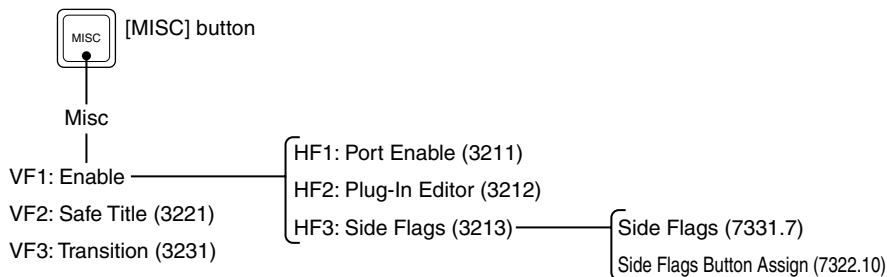 MISC
[MISC] button
Misc
VF1: Enable
VF2: Safe Title (3221)
VF3: Transition (3231)
HF1: Port Enable (3211)
HF2: Plug-In Editor (3212)
HF3: Side Flags (3213)
Side Flags (7331.7)
Side Flags Button Assign (7322.10)